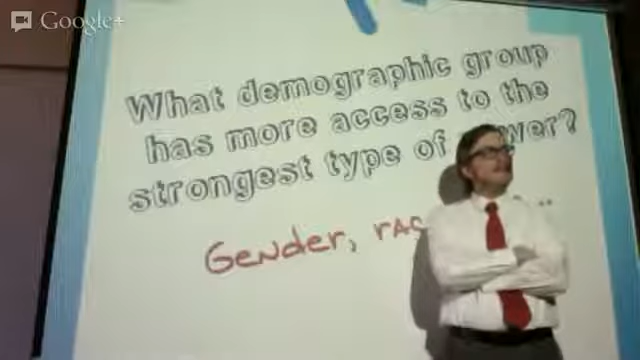 Google+
What demographic group
has more access to the
strongest type of
Gender,